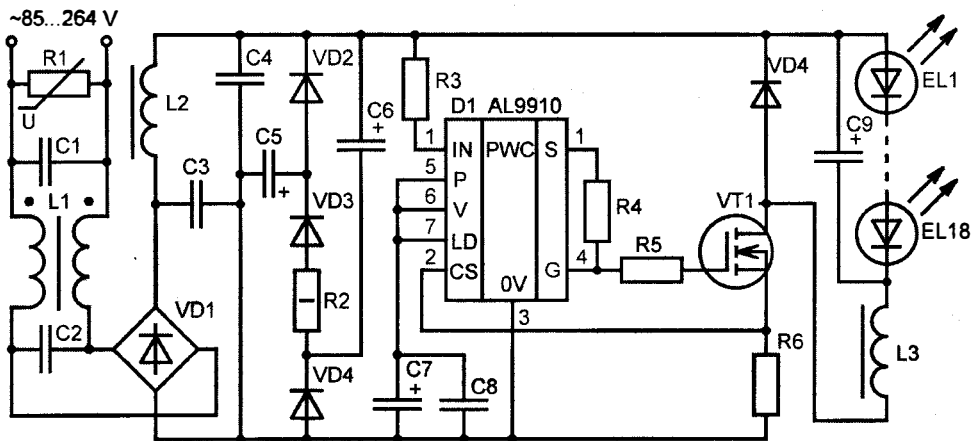 ~85...264 V
R1
U
C1
L1
C2
VD1
L2
C3
C4
C5
+
VD2
VD3
R2
VD4
C6
+
R3
D1 AL9910
1 IN PWC S 1
5 P
6 V
7 LD
2 CS G 4
0V
3
R4
R5
C7
+
C8
VT1
VD4
R6
C9
+
EL1
EL18
L3